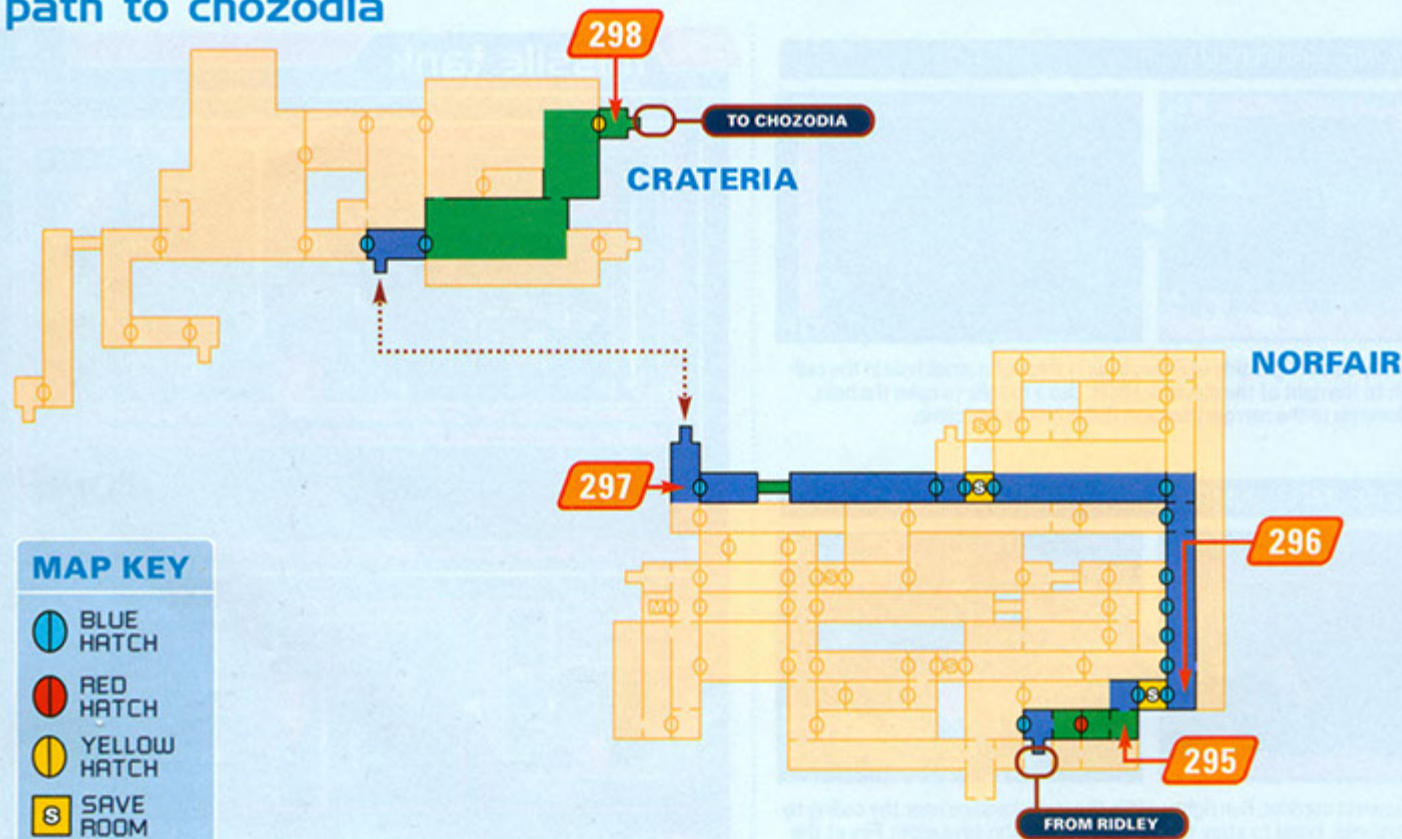 path to chozodia
298
TO CHOZODIA
CRATERIA
NORFAIR
297
S
296
M
S
S
S
S
295
FROM RIDLEY
MAP KEY
BLUE
HATCH
RED
HATCH
YELLOW
HATCH
S
SAVE
ROOM